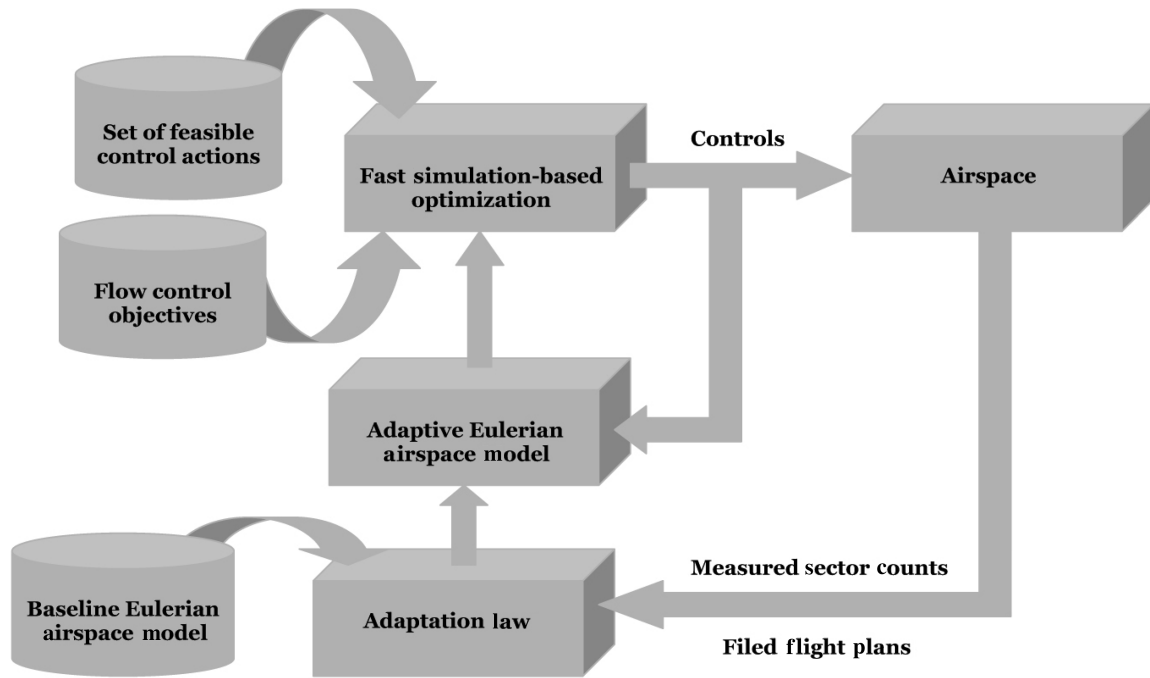 Set of feasible
control actions
Fast simulation-based
optimization
Controls
Airspace
Flow control
objectives
Adaptive Eulerian
airspace model
Baseline Eulerian
airspace model
Adaptation law
Measured sector counts
Filed flight plans